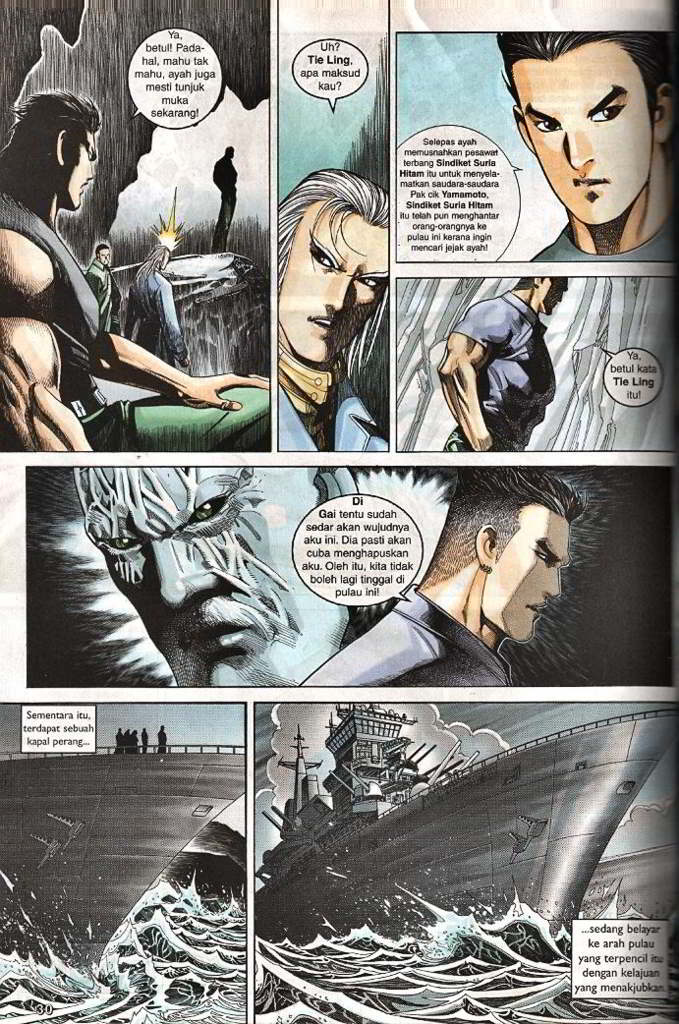 Ya,
betul! Pada-
hal, mahu tak
mahu, ayah juga
mesti tunjuk
muka
sekarang!
Uh?
Tie Ling,
apa maksud
kau?
Selepas ayah
memusnahkan pesawat
terbang Sindiket Suria
Hitam itu untuk menyela-
matkan saudara-saudara
Pak cik Yamamoto,
Sindiket Suria Hitam
itu telah pun menghantar
orang-orangnya ke
pulau ini kerana ingin
mencari jejak ayah!
Ya,
betul kata
Tie Ling
itu!
Di
Gai tentu sudah
sedar akan wujudnya
aku ini. Dia pasti akan
cuba menghapuskan
aku. Oleh itu, kita tidak
boleh lagi tinggal di
pulau ini!
Sementara itu,
terdapat sebuah
kapal perang...
...sedang belayar
ke arah pulau
yang terpencil itu
dengan kelajuan
yang menakjubkan.
30